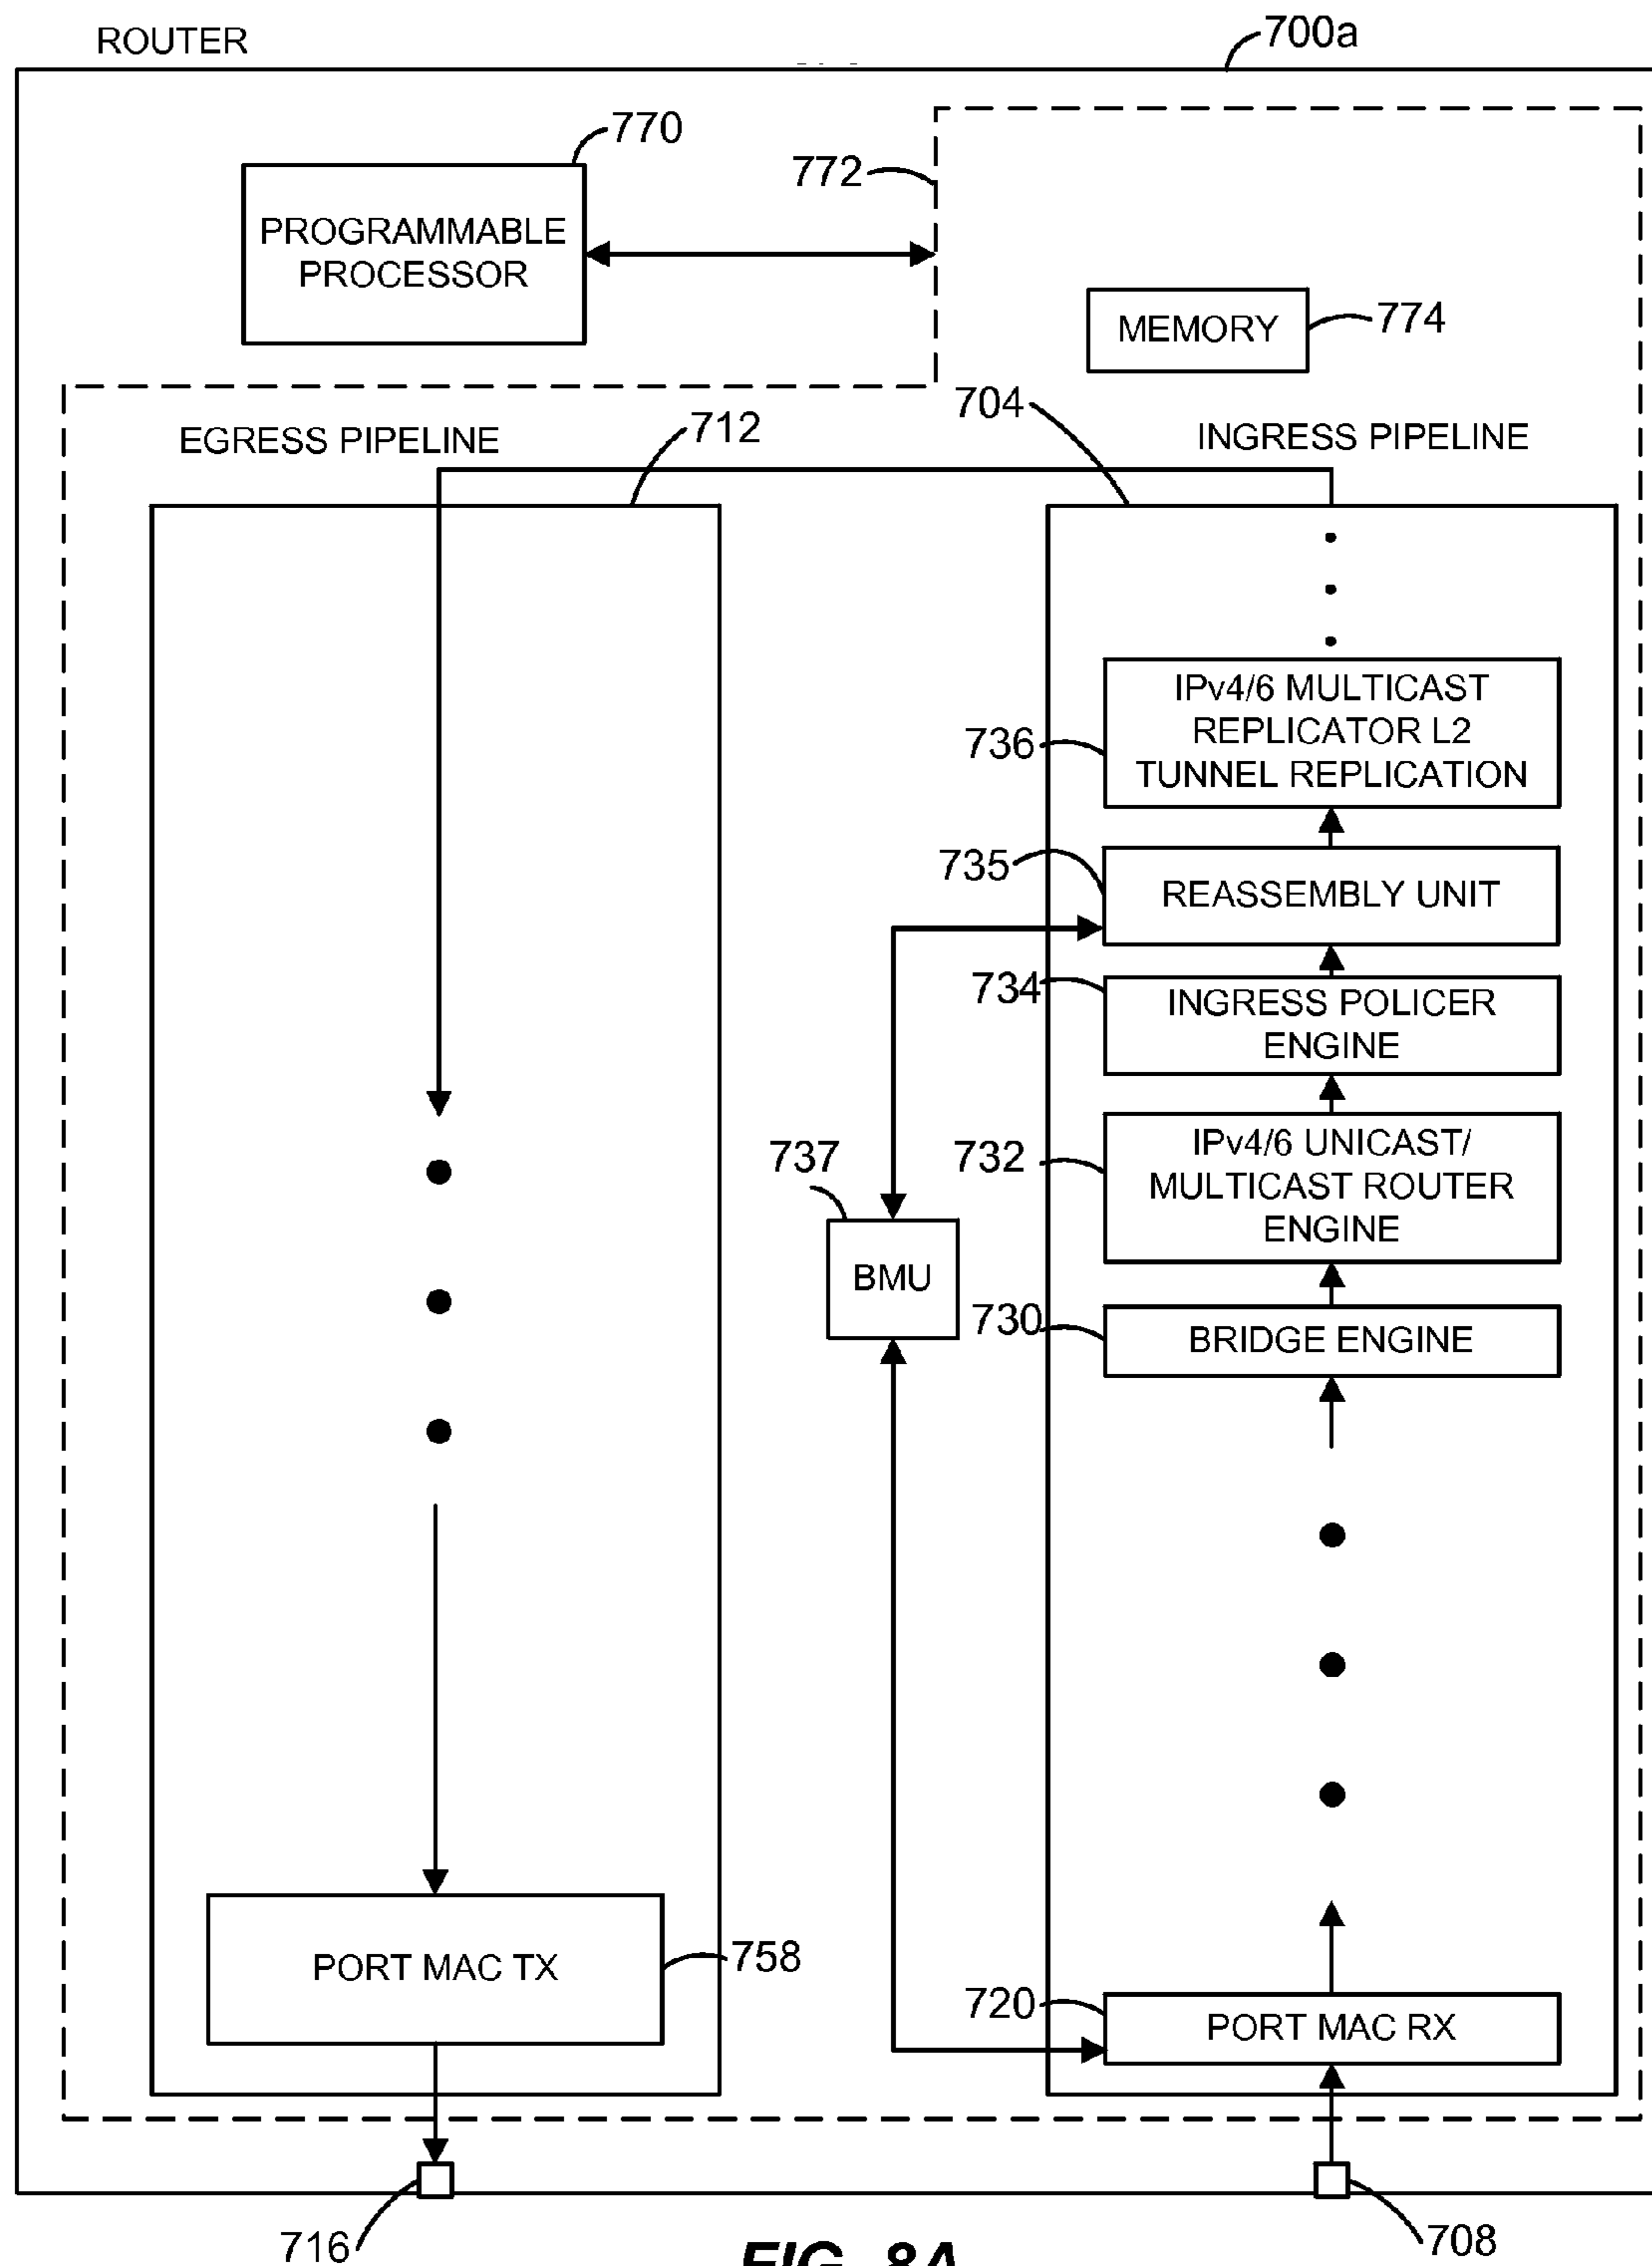 ROUTER
700a
770
772
PROGRAMMABLE
PROCESSOR
MEMORY
774
704
EGRESS PIPELINE
712
INGRESS PIPELINE
IPv4/6 MULTICAST
REPLICATOR L2
TUNNEL REPLICATION
736
735
REASSEMBLY UNIT
734
INGRESS POLICER
ENGINE
737
732
IPv4/6 UNICAST/
MULTICAST ROUTER
ENGINE
BMU
730
BRIDGE ENGINE
PORT MAC TX
758
720
PORT MAC RX
716
708
FIG. 8A